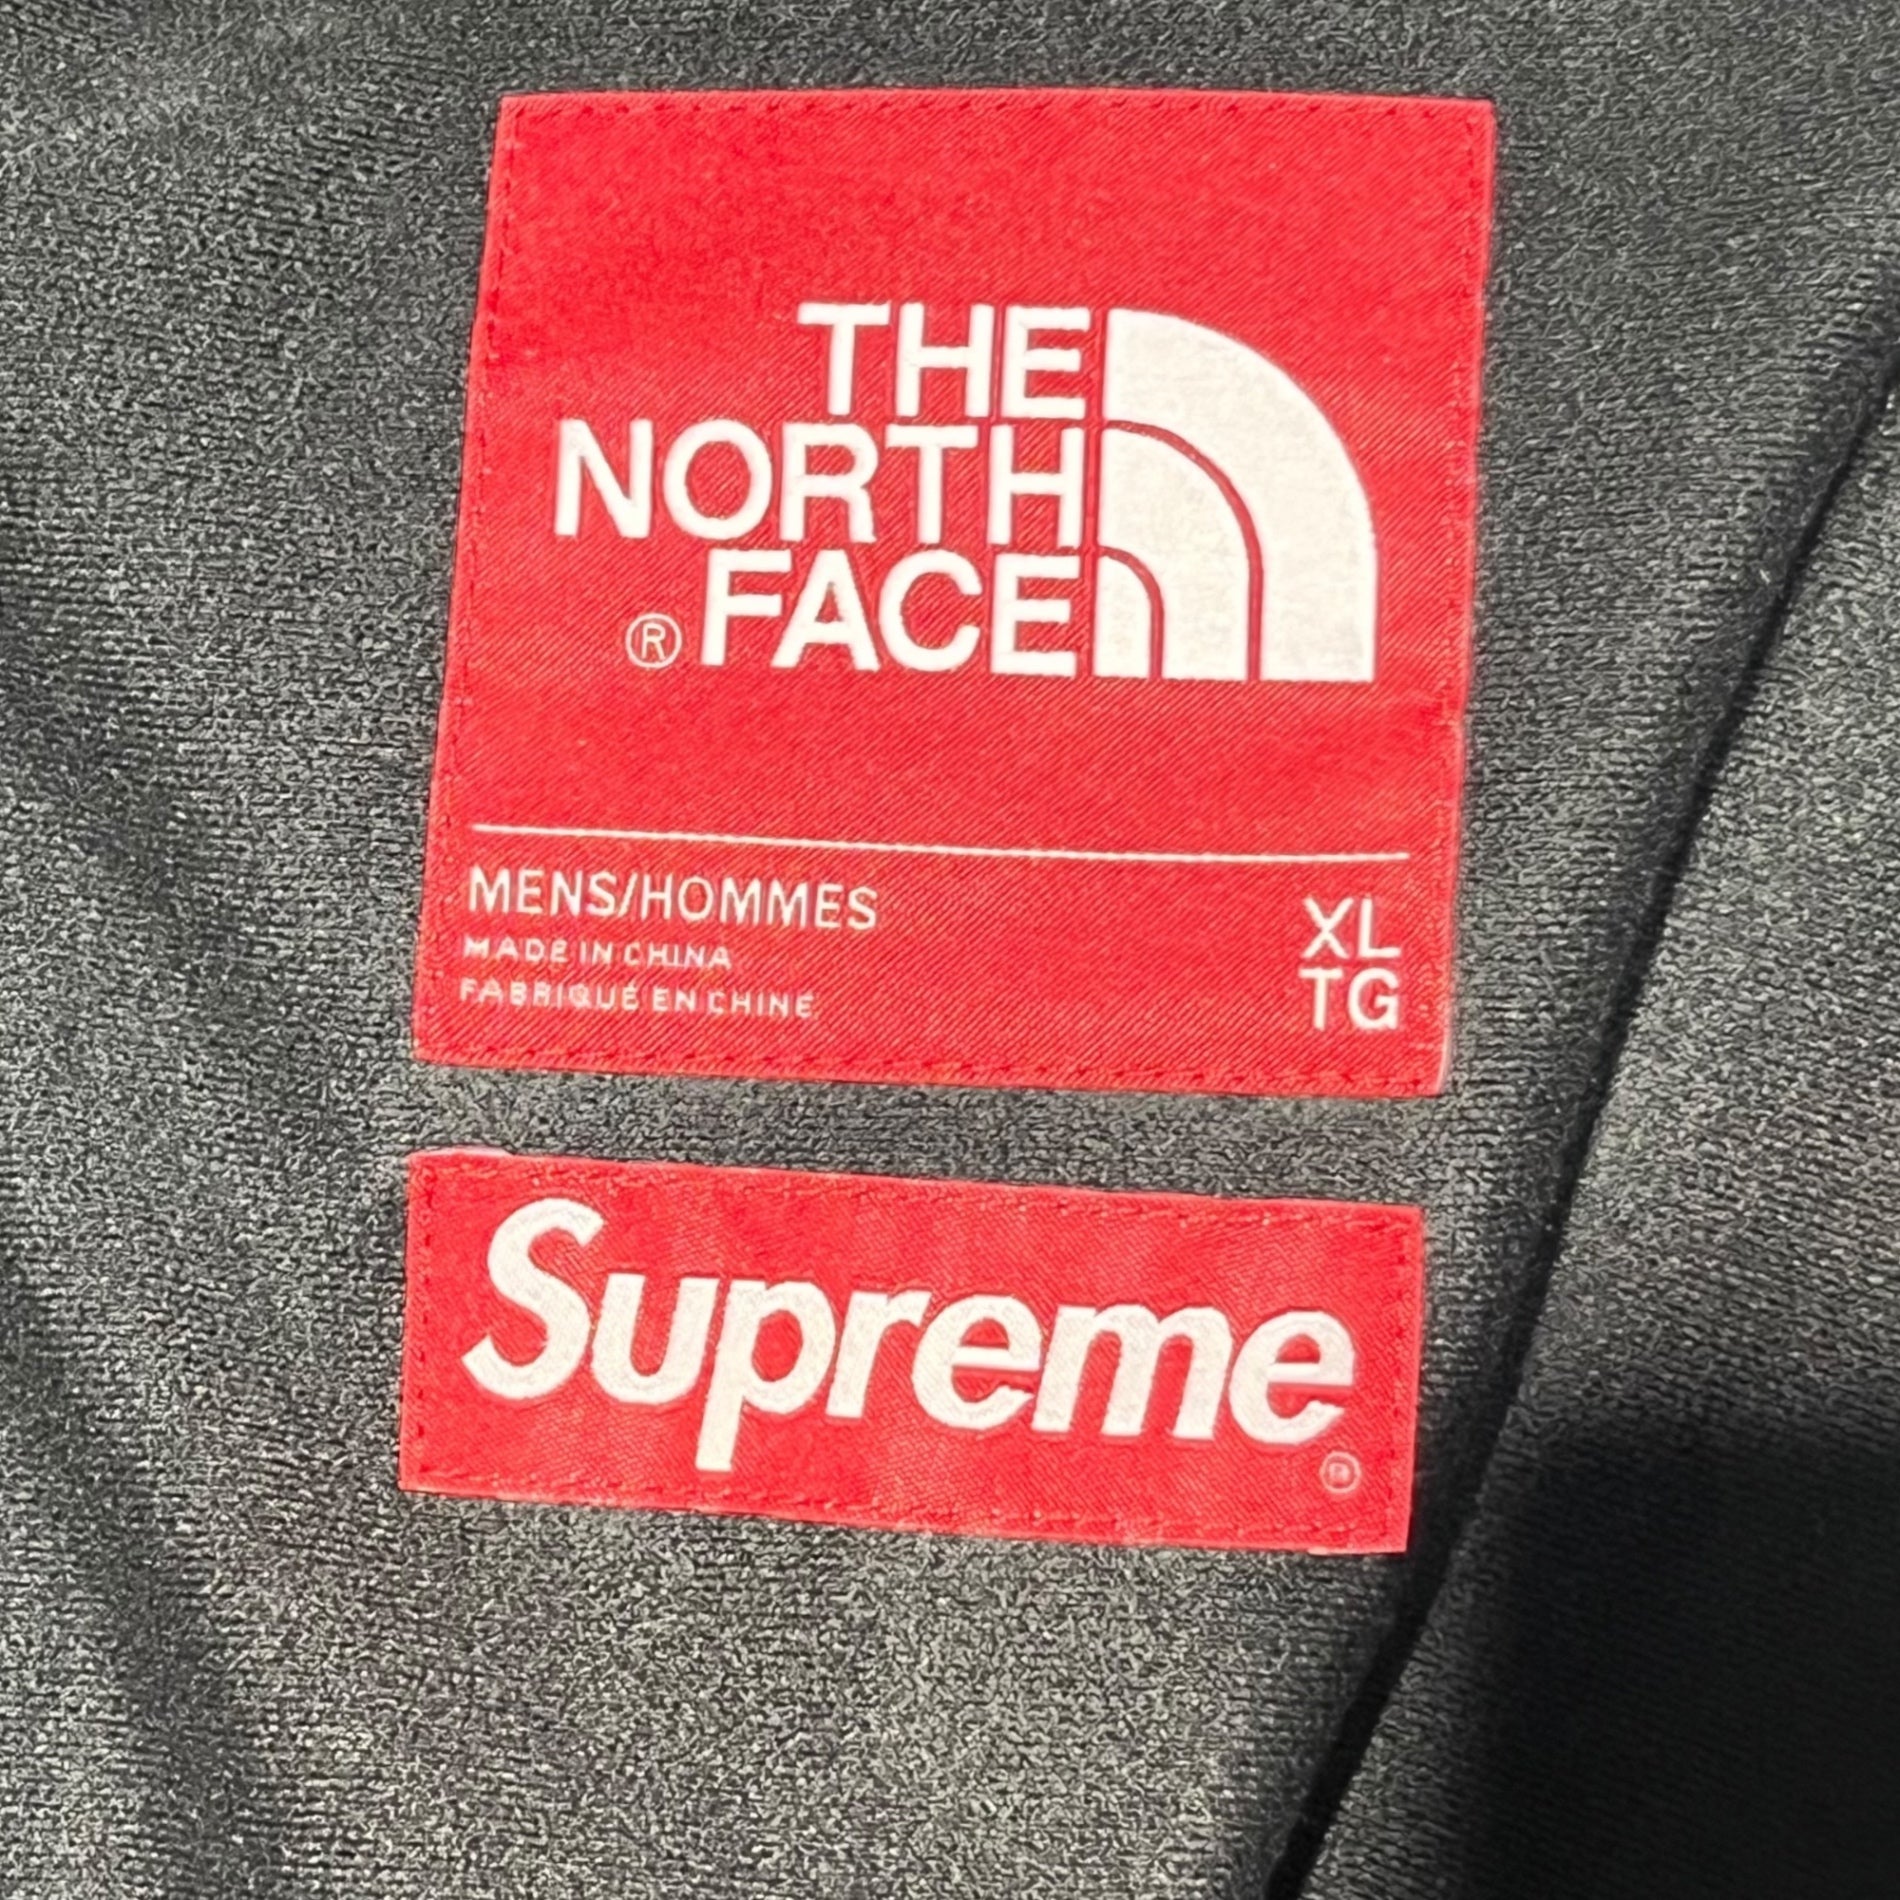 THE
NORTH
® FACE
MENS/HOMMES XL
MADE IN CHINA TG
FABRIQUÉ EN CHINE
Supreme ®